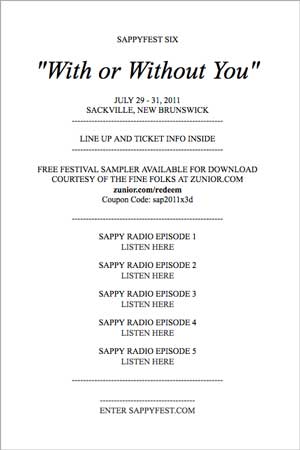 SAPPYFEST SIX
"With or Without You"
JULY 29 - 31, 2011
SACKVILLE, NEW BRUNSWICK
------------------------------------------------------
LINE UP AND TICKET INFO INSIDE
------------------------------------------------------
FREE FESTIVAL SAMPLER AVAILABLE FOR DOWNLOAD
COURTESY OF THE FINE FOLKS AT ZUNIOR.COM
zunior.com/redeem
Coupon Code: sap2011x3d
------------------------------------------------------
SAPPY RADIO EPISODE 1
LISTEN HERE
SAPPY RADIO EPISODE 2
LISTEN HERE
SAPPY RADIO EPISODE 3
LISTEN HERE
SAPPY RADIO EPISODE 4
LISTEN HERE
SAPPY RADIO EPISODE 5
LISTEN HERE
------------------------------------------------------
----------------------------------
ENTER SAPPYFEST.COM